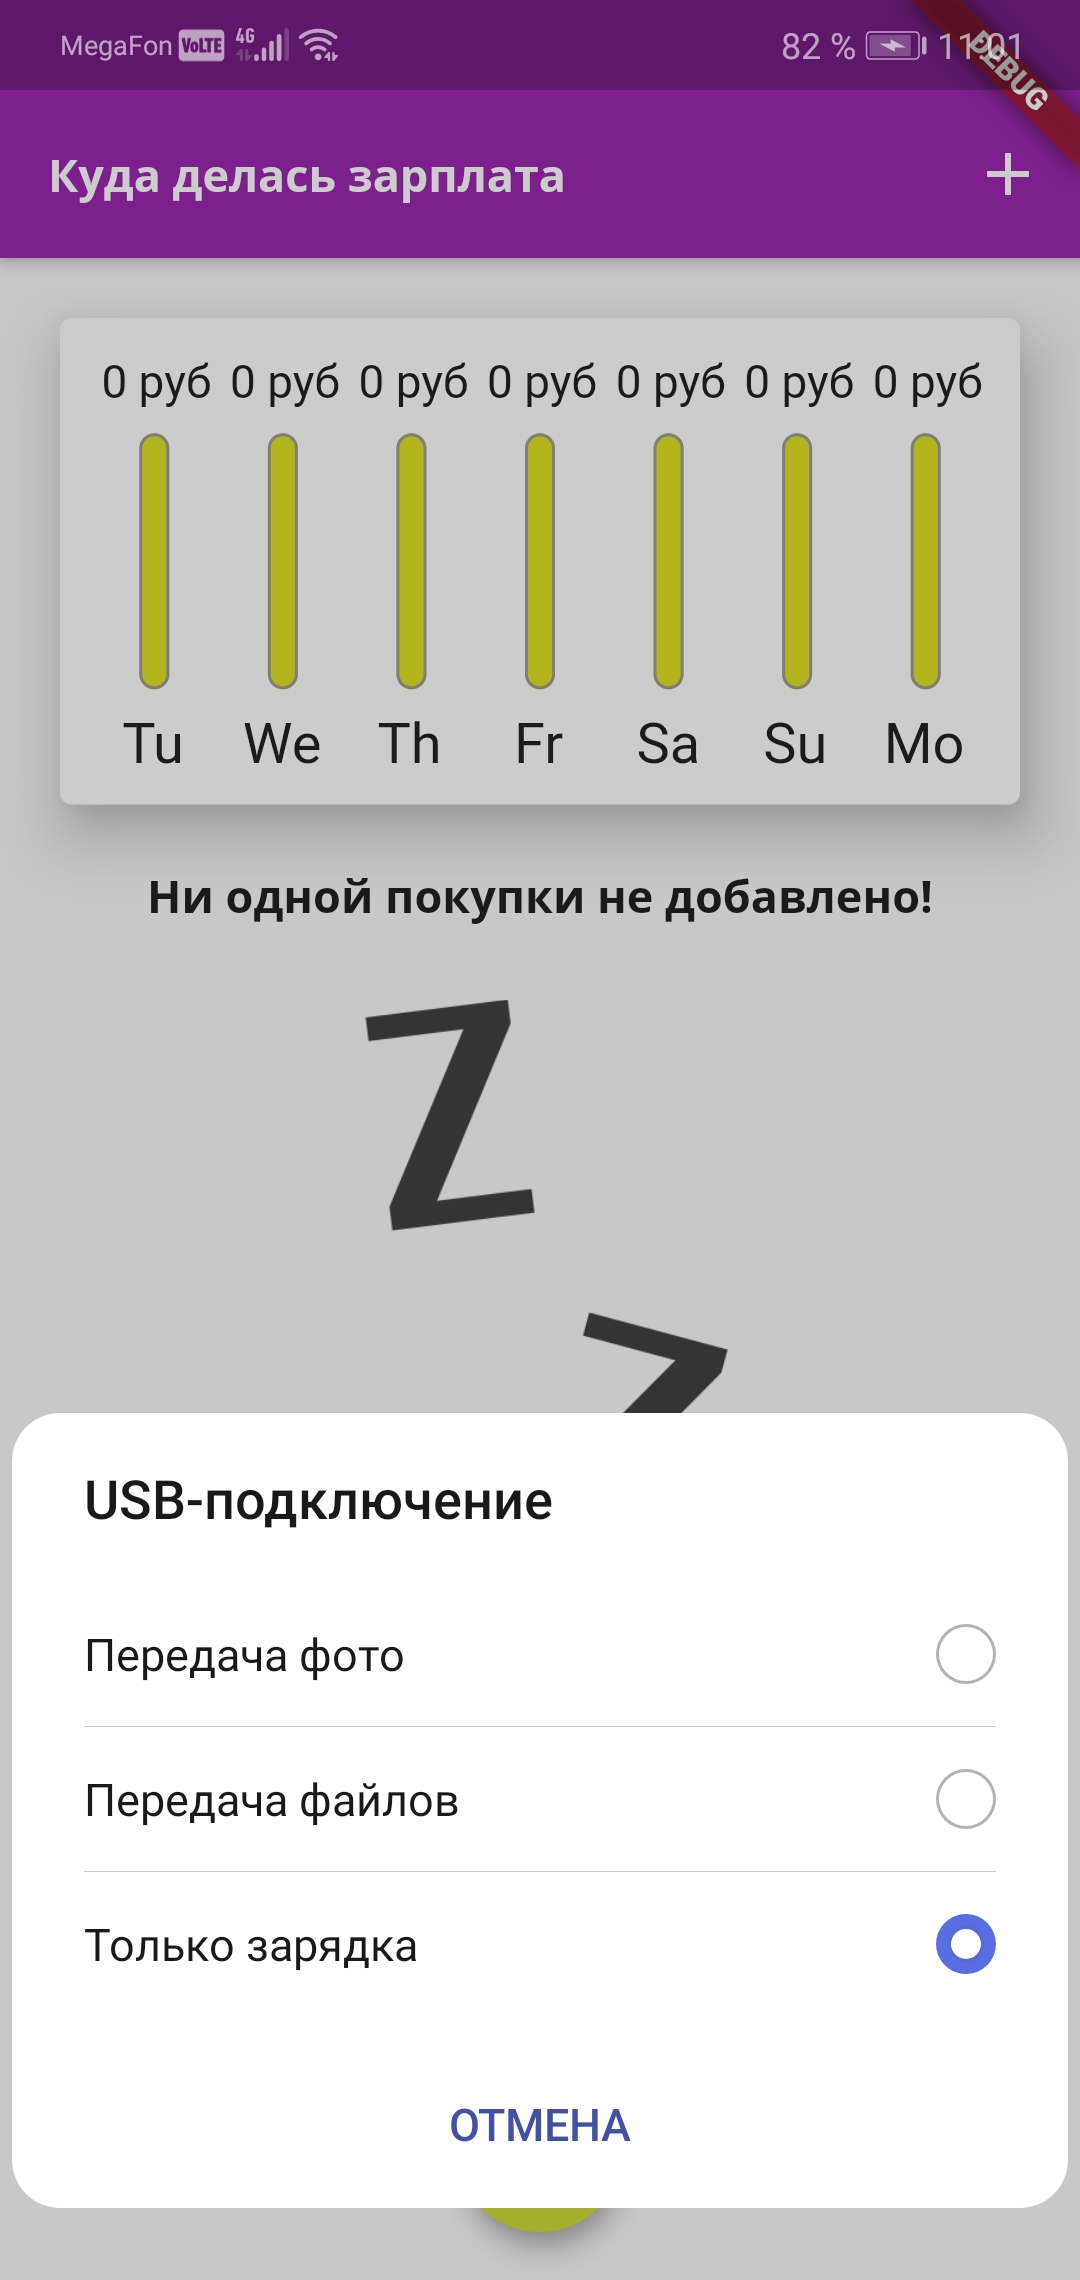 MegaFon VoLTE 4G 82 % 11:01
DEBUG
Куда делась зарплата
0 руб 0 руб 0 руб 0 руб 0 руб 0 руб 0 руб
Tu We Th Fr Sa Su Mo
Ни одной покупки не добавлено!
Z
Z
USB-подключение
Передача фото
Передача файлов
Только зарядка
ОТМЕНА